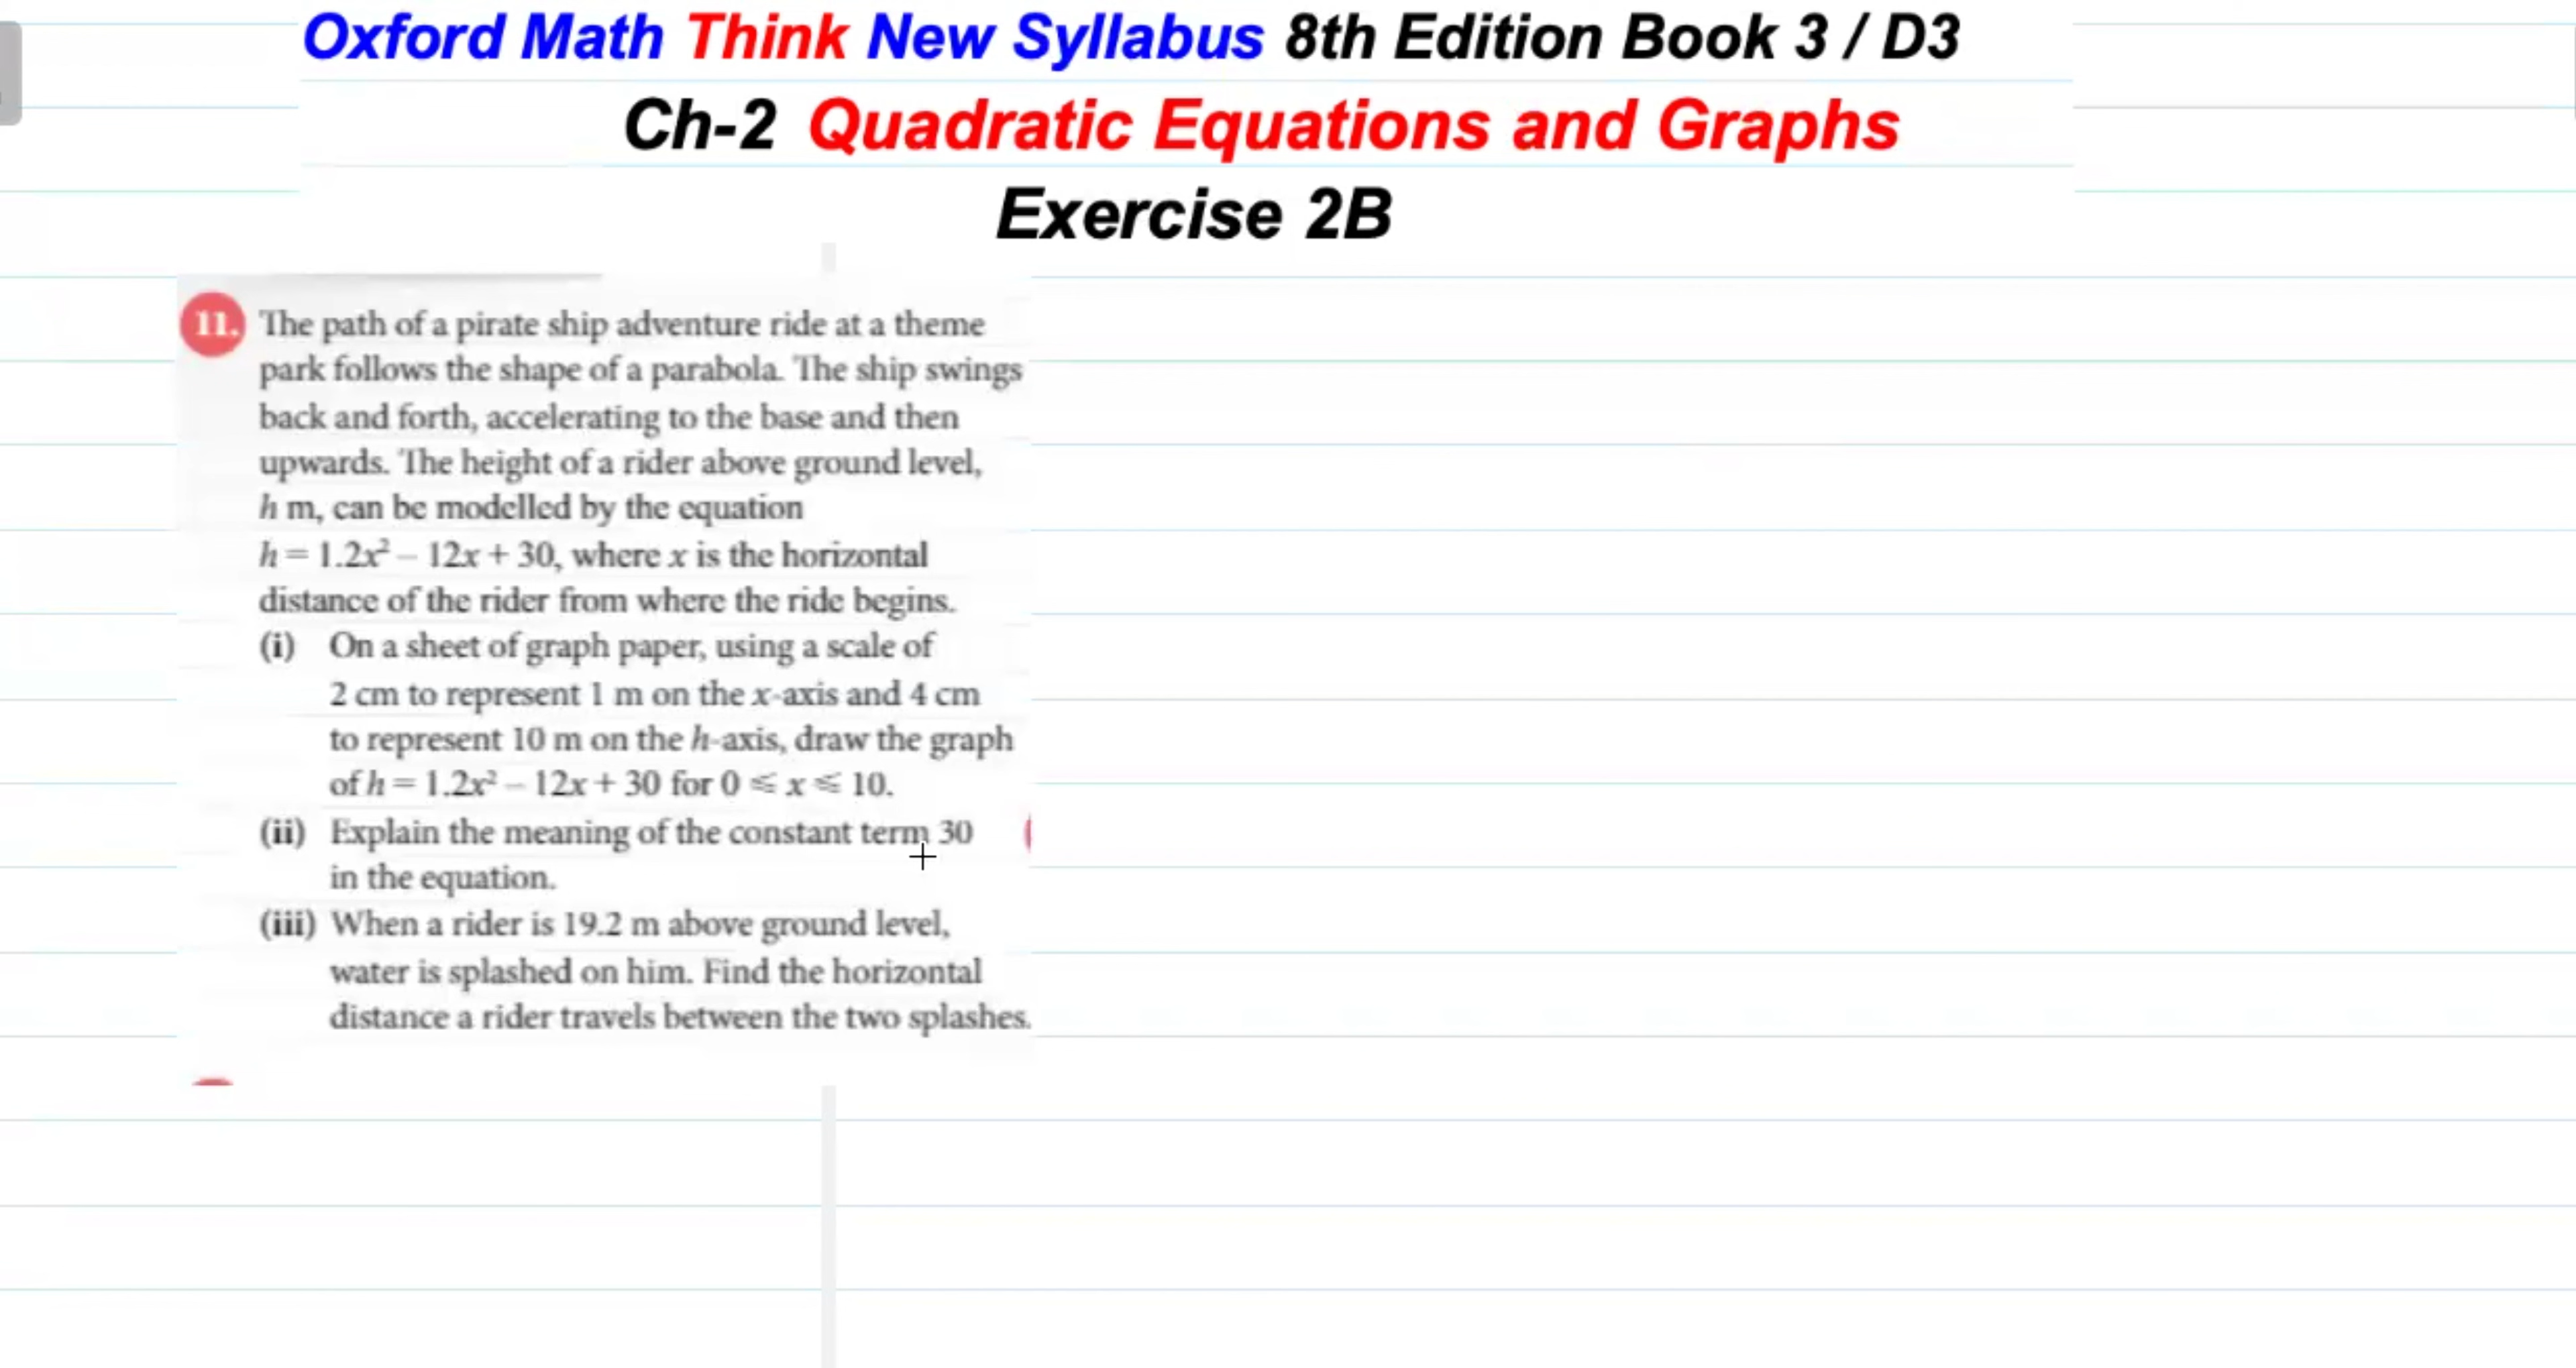 Oxford Math Think New Syllabus 8th Edition Book 3 / D3
Ch-2 Quadratic Equations and Graphs
Exercise 2B
11. The path of a pirate ship adventure ride at a theme
park follows the shape of a parabola. The ship swings
back and forth, accelerating to the base and then
upwards. The height of a rider above ground level,
h m, can be modelled by the equation
h = 1.2x² – 12x + 30, where x is the horizontal
distance of the rider from where the ride begins.
(i) On a sheet of graph paper, using a scale of
2 cm to represent 1 m on the x-axis and 4 cm
to represent 10 m on the h-axis, draw the graph
of h = 1.2x² – 12x + 30 for 0 ⩽ x ⩽ 10.
(ii) Explain the meaning of the constant term 30
in the equation.
(iii) When a rider is 19.2 m above ground level,
water is splashed on him. Find the horizontal
distance a rider travels between the two splashes.